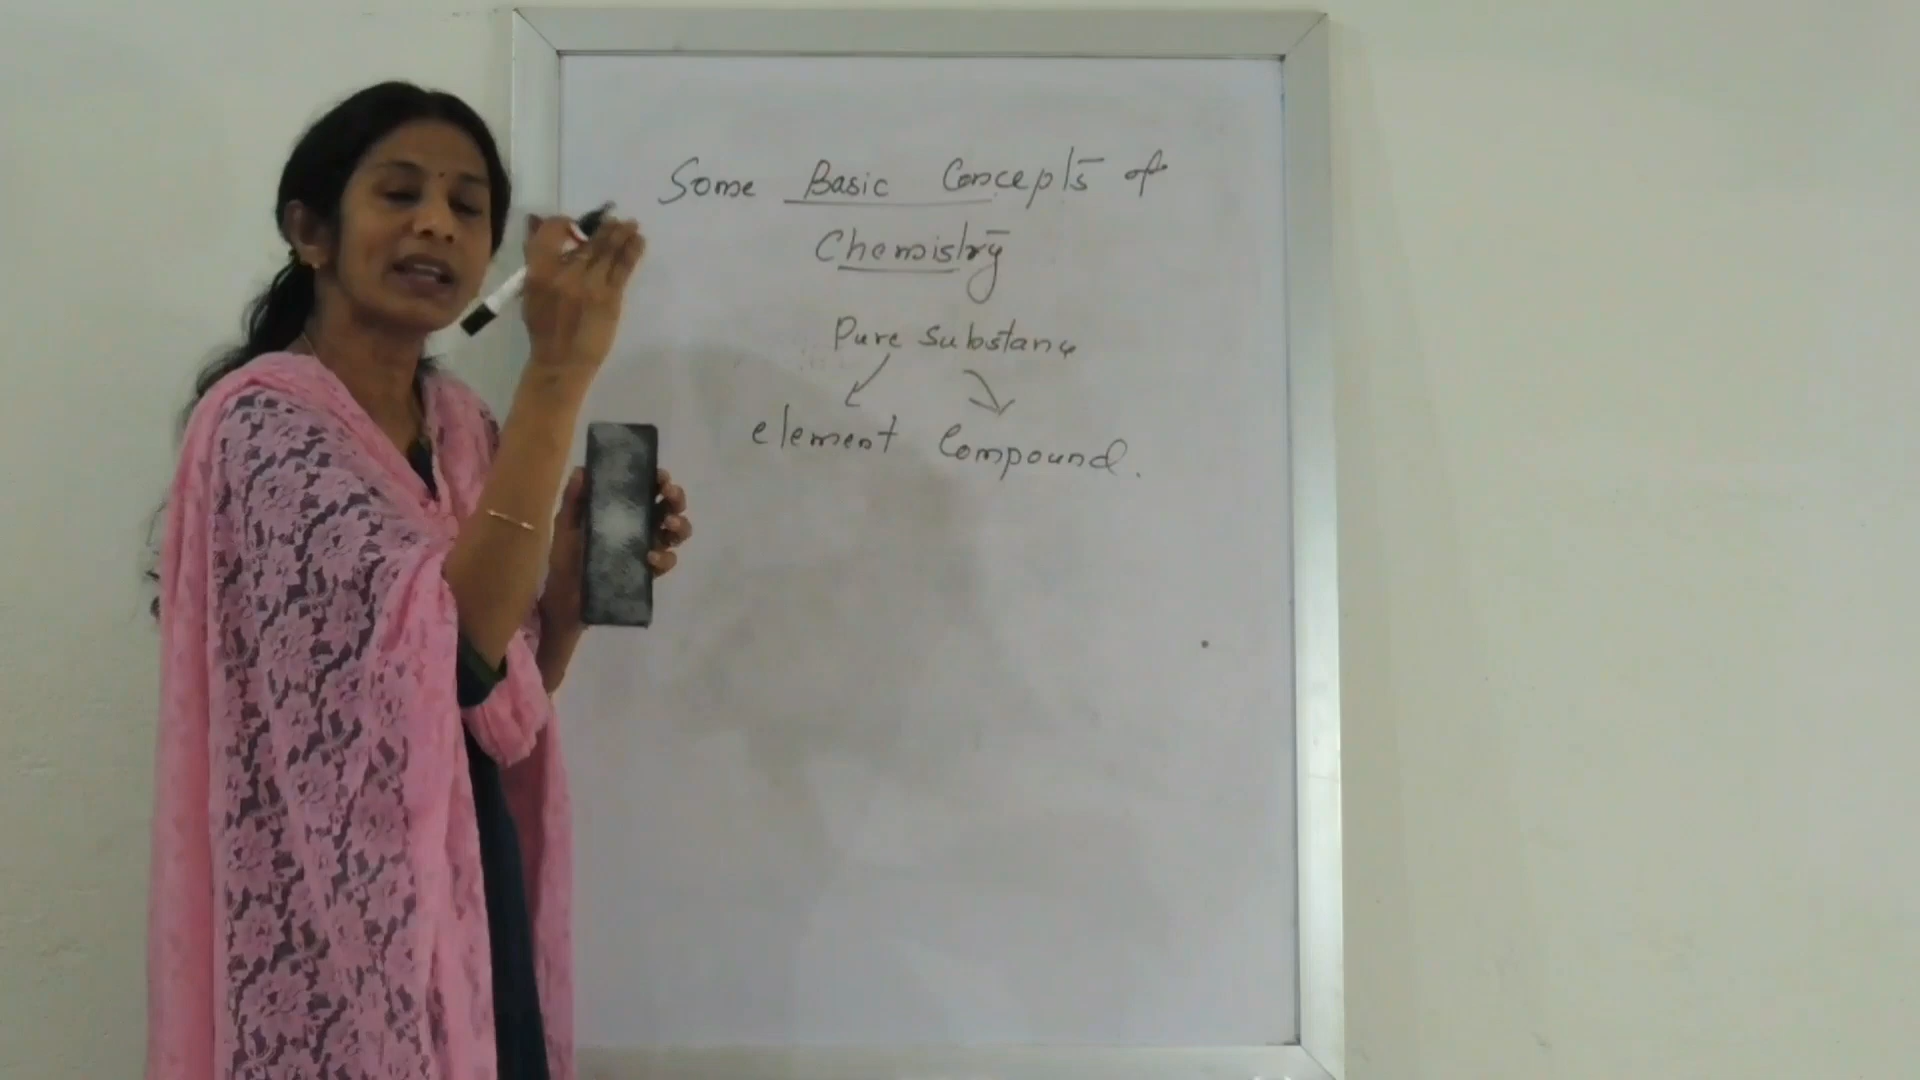 Some Basic Concepts of
Chemistry
Pure Substance
element Compound.